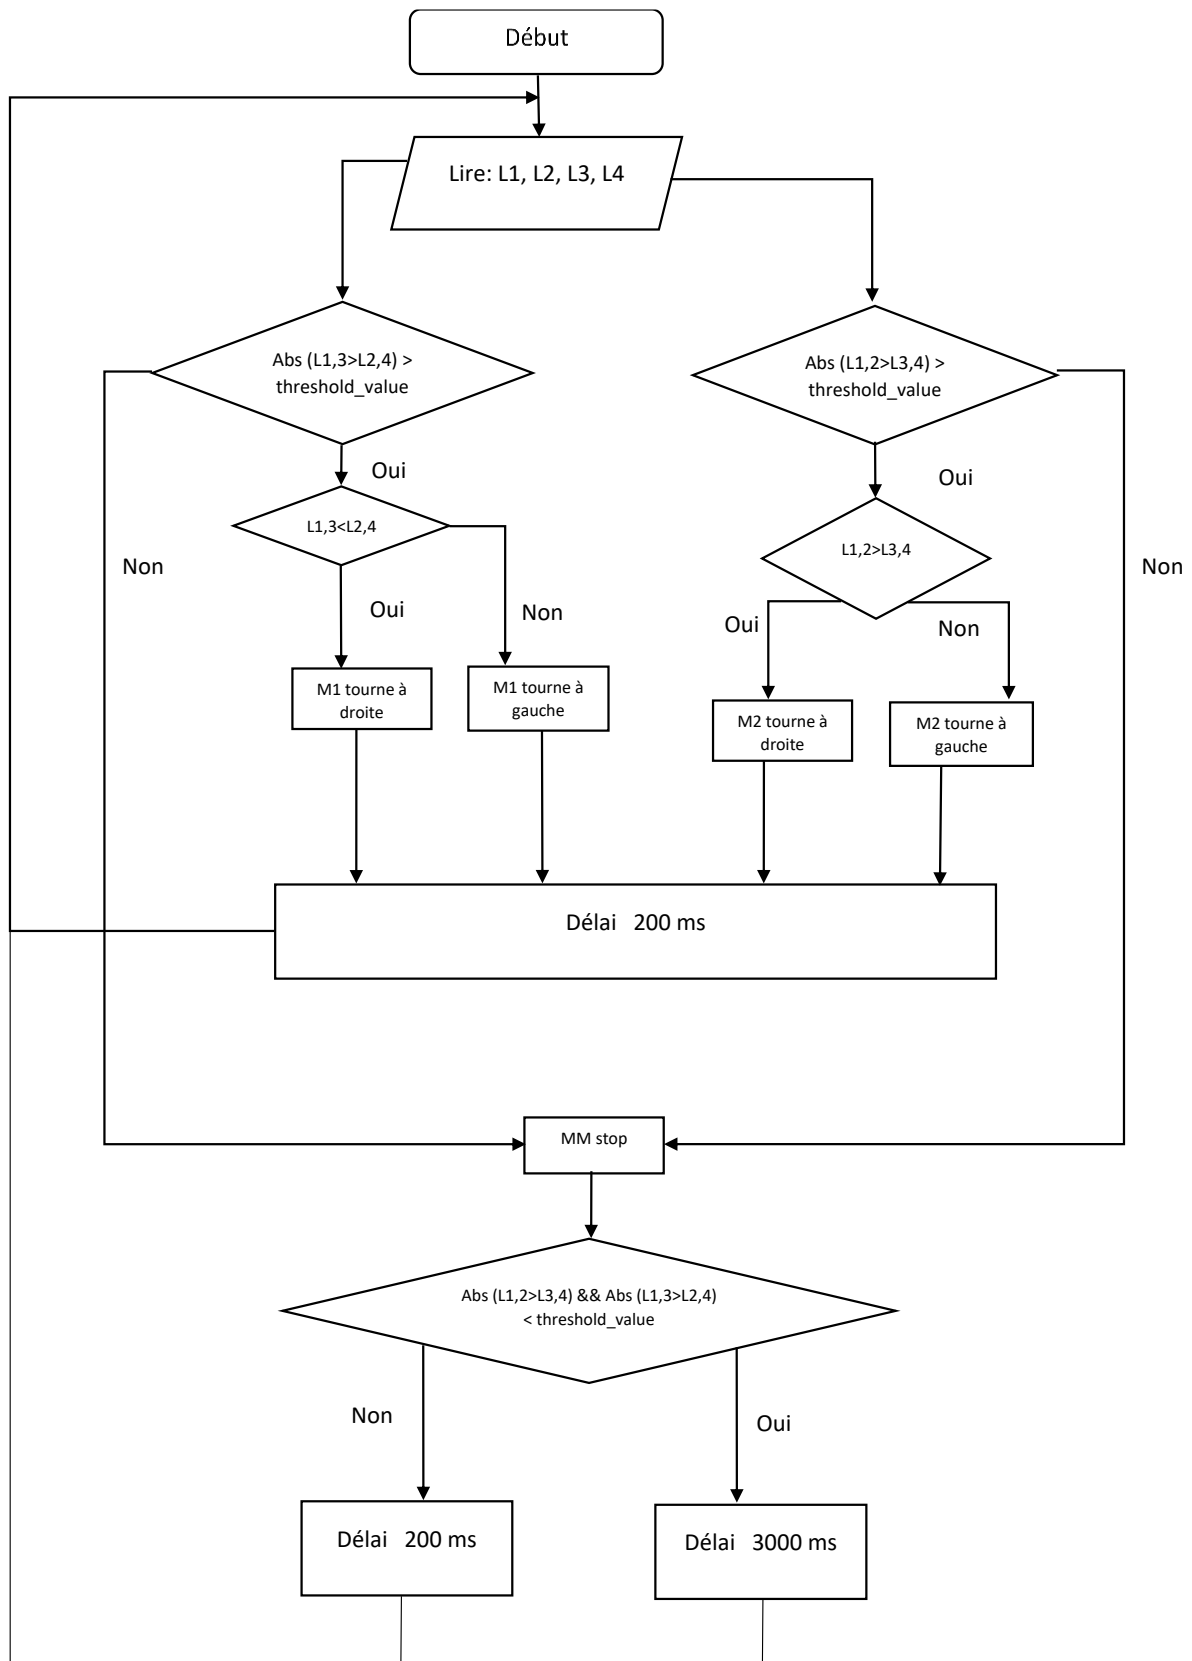 Début
Lire: L1, L2, L3, L4
Abs (L1,3>L2,4) >
threshold_value
Abs (L1,2>L3,4) >
threshold_value
Oui
Oui
L1,3<L2,4
L1,2>L3,4
Non
Non
Oui
Non
Oui
Non
M1 tourne à
droite
M1 tourne à
gauche
M2 tourne à
droite
M2 tourne à
gauche
Délai 200 ms
MM stop
Abs (L1,2>L3,4) && Abs (L1,3>L2,4)
< threshold_value
Non
Oui
Délai 200 ms
Délai 3000 ms